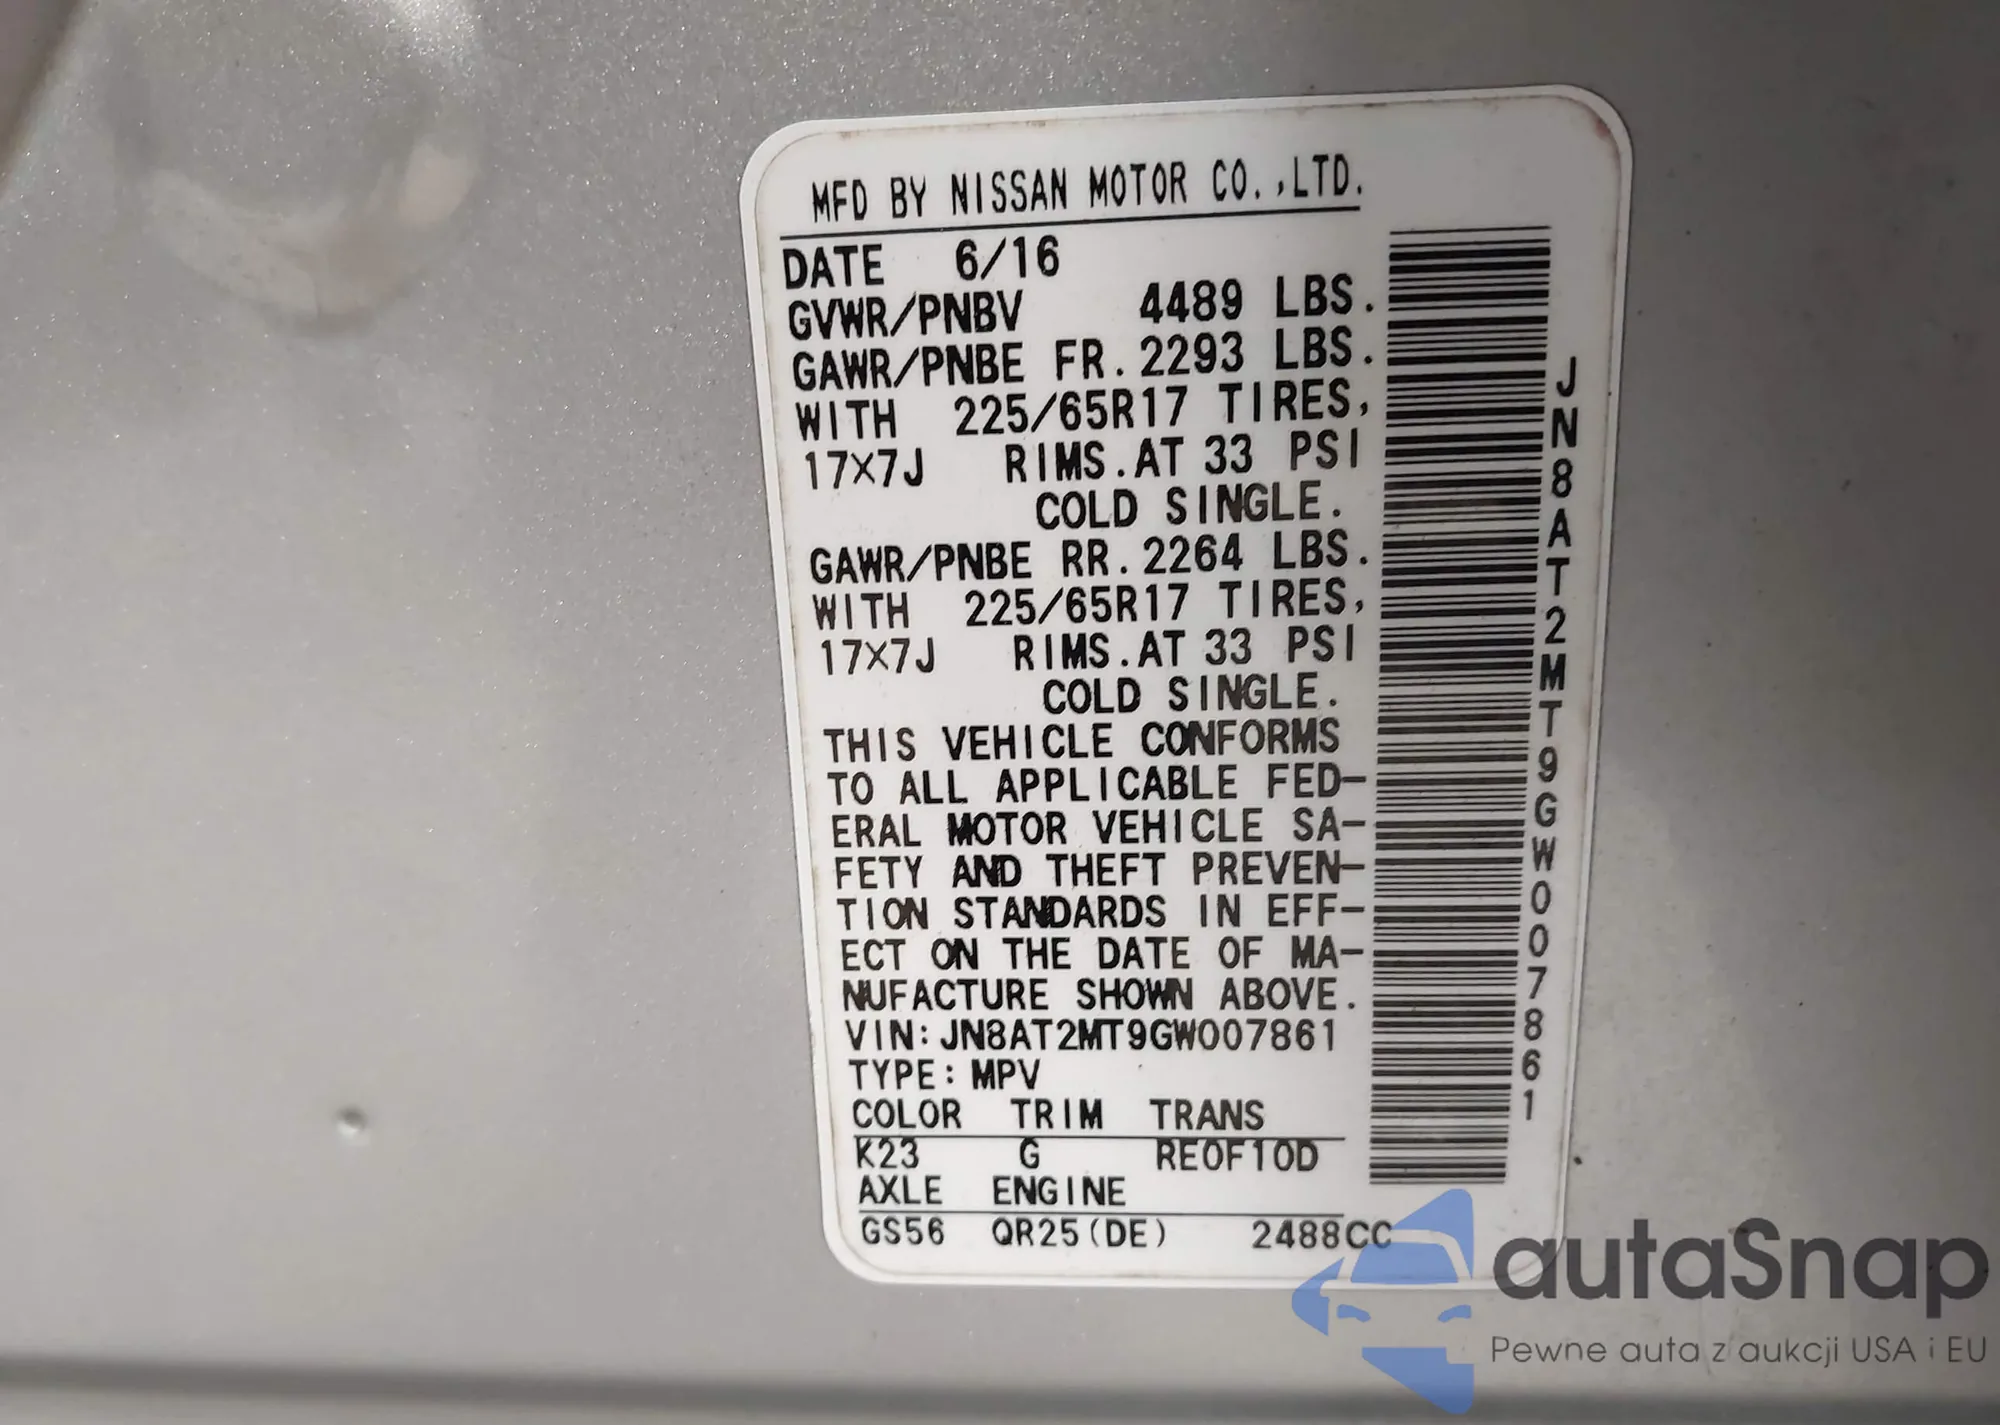 MFD BY NISSAN MOTOR CO.,LTD.
DATE 6/16
GVWR/PNBV 4489 LBS.
GAWR/PNBE FR. 2293 LBS.
WITH 225/65R17 TIRES,
17×7J RIMS. AT 33 PSI
COLD SINGLE.
GAWR/PNBE RR. 2264 LBS.
WITH 225/65R17 TIRES,
17×7J RIMS. AT 33 PSI
COLD SINGLE.
THIS VEHICLE CONFORMS
TO ALL APPLICABLE FED-
ERAL MOTOR VEHICLE SA-
FETY AND THEFT PREVEN-
TION STANDARDS IN EFF-
ECT ON THE DATE OF MA-
NUFACTURE SHOWN ABOVE.
VIN: JN8AT2MT9GW007861
TYPE: MPV
COLOR TRIM TRANS
K23 G RE0F10D
AXLE ENGINE
GS56 QR25(DE) 2488CC
JN8AT2MT9GW007861
autaSnap
Pewne auta z aukcji USA i EU